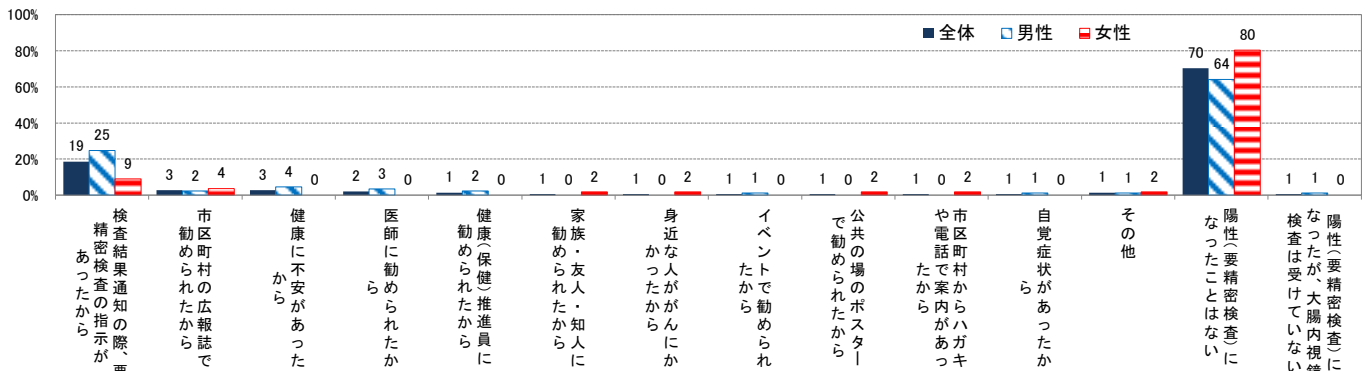 100%
80%
60%
40%
20%
0%
全体 男性 女性
19 25 9
3 2 4
3 4 0
2 3 0
1 2 0
1 0 2
1 0 2
1 1 0
1 0 2
1 0 2
1 1 0
1 1 2
70 64 80
1 1 0
検査結果通知の際、要
精密検査の指示が
あったから
市区町村の広報誌で
勧められたから
健康に不安があった
から
医師に勧められたか
ら
健康(保健)推進員に
勧められたから
家族・友人・知人に
勧められたから
身近な人ががんにか
かったから
イベントで勧められ
たから
公共の場のポスター
で勧められたから
市区町村からハガキ
や電話で案内があっ
たから
自覚症状があったか
ら
その他
陽性(要精密検査)に
なったことはない
陽性(要精密検査)に
なったが、大腸内視鏡
検査は受けていない